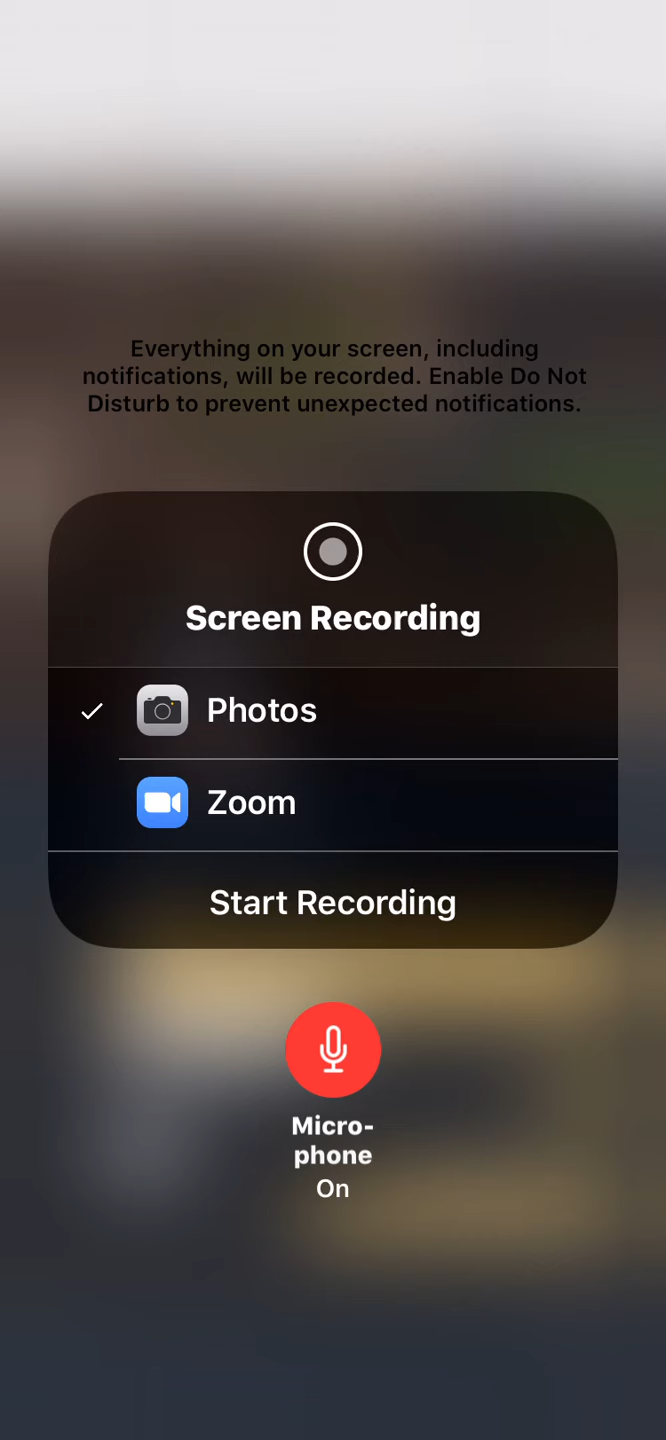 Everything on your screen, including
notifications, will be recorded. Enable Do Not
Disturb to prevent unexpected notifications.
Screen Recording
Photos
Zoom
Start Recording
Micro-
phone
On